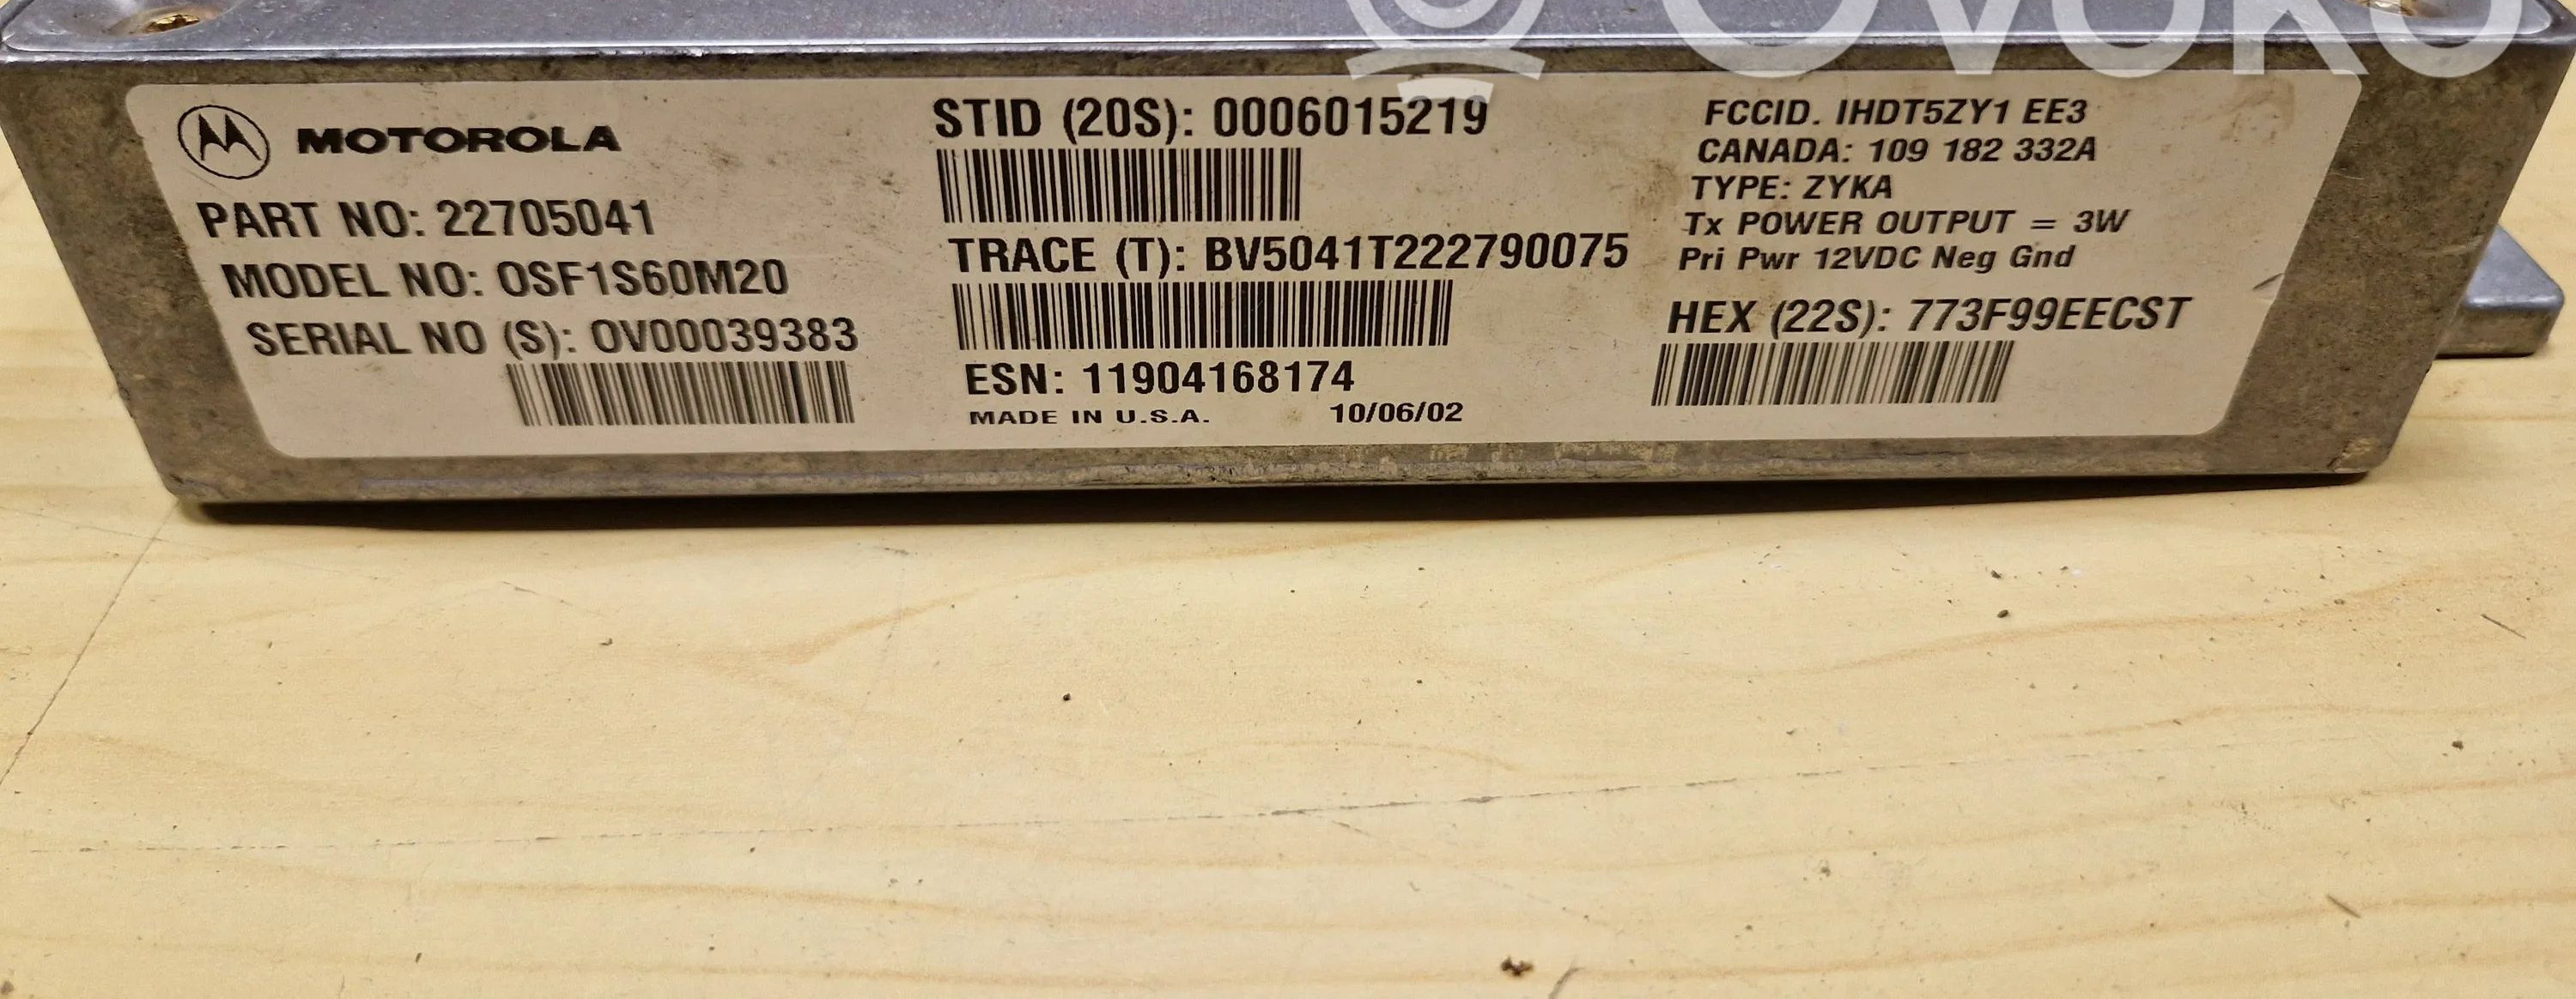 OVOKO
MOTOROLA
PART NO: 22705041
MODEL NO: OSF1S60M20
SERIAL NO (S): OV00039383
STID (20S): 0006015219
TRACE (T): BV5041T222790075
ESN: 11904168174
MADE IN U.S.A. 10/06/02
FCCID. IHDT5ZY1 EE3
CANADA: 109 182 332A
TYPE: ZYKA
Tx POWER OUTPUT = 3W
Pri Pwr 12VDC Neg Gnd
HEX (22S): 773F99EECST